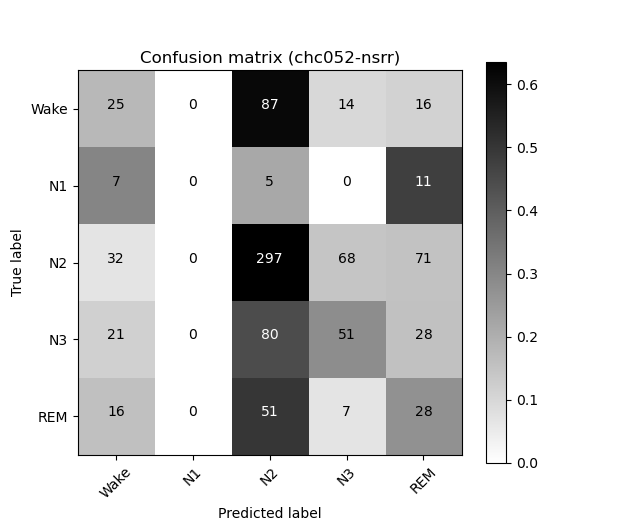 Confusion matrix (chc052-nsrr)
Wake 25 0 87 14 16
N1 7 0 5 0 11
N2 32 0 297 68 71
N3 21 0 80 51 28
REM 16 0 51 7 28
Wake N1 N2 N3 REM
Predicted label
True label
0.6
0.5
0.4
0.3
0.2
0.1
0.0